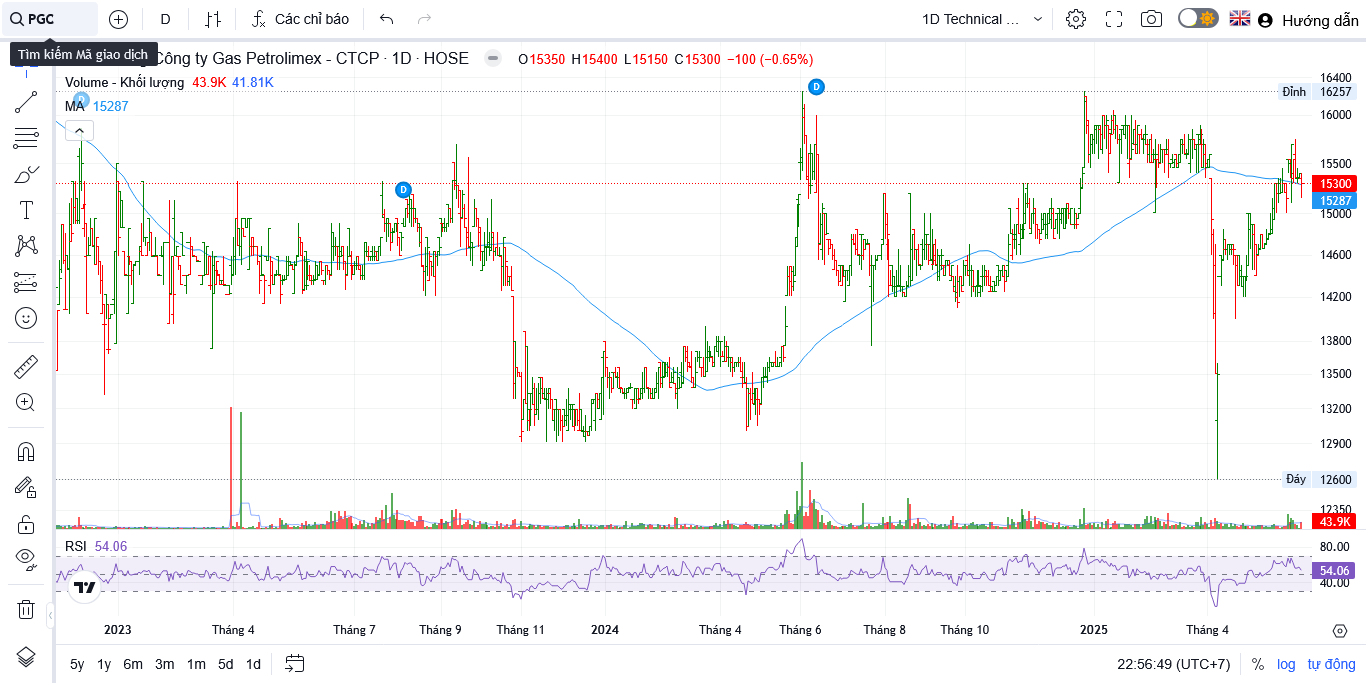 PGC
D
Các chỉ báo
1D Technical ...
Hướng dẫn
Tìm kiếm Mã giao dịch
Công ty Gas Petrolimex - CTCP · 1D · HOSE
O15350 H15400 L15150 C15300 −100 (−0.65%)
Volume - Khối lượng 43.9K 41.81K
MA 15287
D
D
D
16400
Đỉnh 16257
16000
15500
15300
15287
15000
14600
14200
13800
13500
13200
12900
Đáy 12600
12350
43.9K
RSI 54.06
80.00
54.06
40.00
2023 Tháng 4 Tháng 7 Tháng 9 Tháng 11 2024 Tháng 4 Tháng 6 Tháng 8 Tháng 10 2025 Tháng 4
5y 1y 6m 3m 1m 5d 1d
22:56:49 (UTC+7) % log tự động